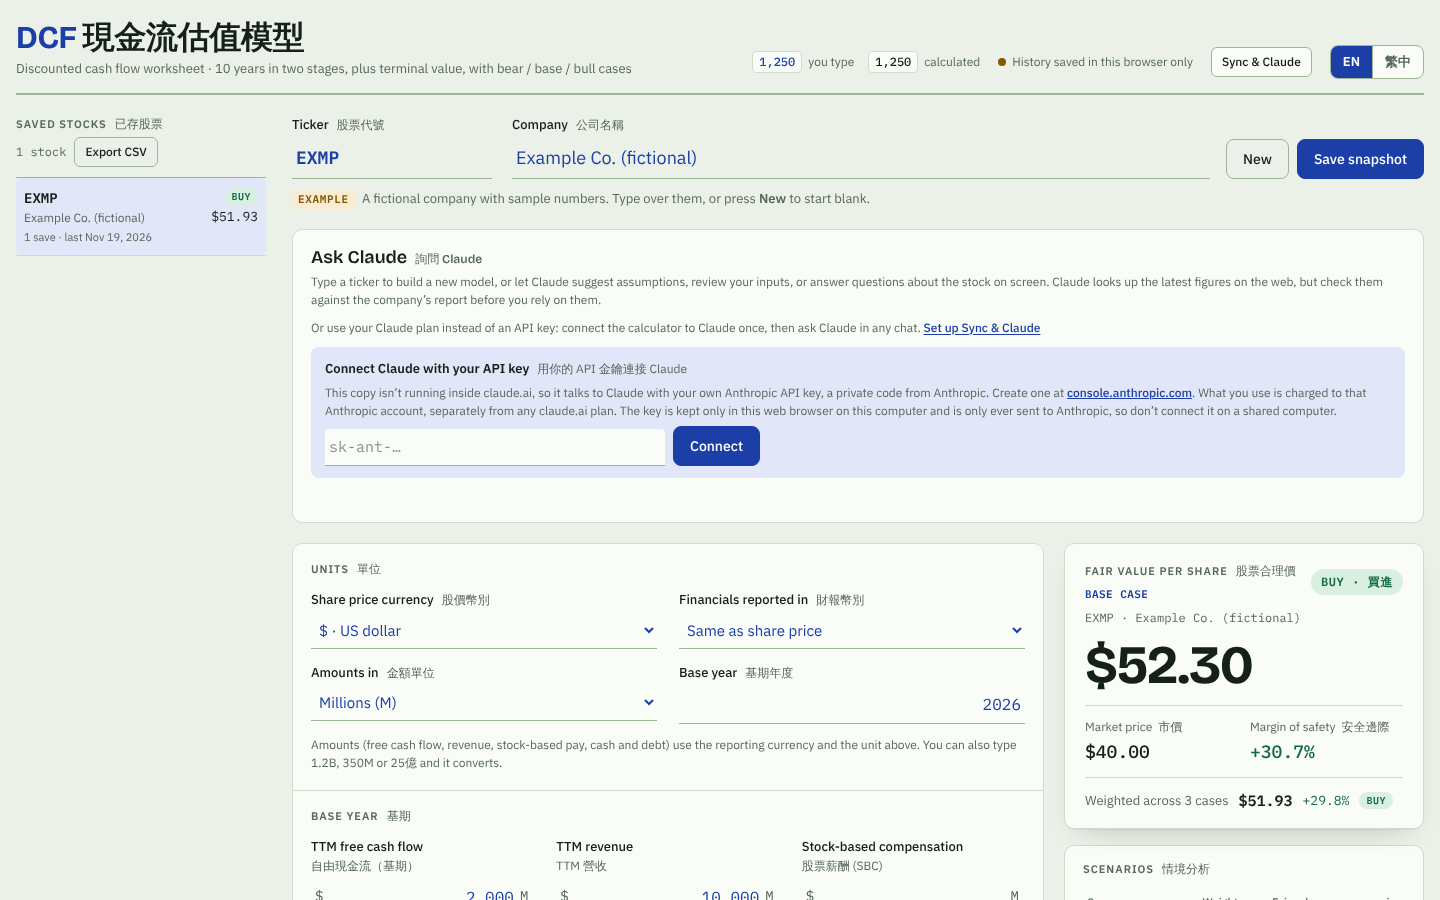 DCF 現金流估值模型
Discounted cash flow worksheet · 10 years in two stages, plus terminal value, with bear / base / bull cases
1,250 you type 1,250 calculated History saved in this browser only Sync & Claude EN 繁中
SAVED STOCKS 已存股票
1 stock Export CSV
EXMP BUY
Example Co. (fictional) $51.93
1 save · last Nov 19, 2026
Ticker 股票代號 Company 公司名稱
EXMP Example Co. (fictional) New Save snapshot
EXAMPLE A fictional company with sample numbers. Type over them, or press New to start blank.
Ask Claude 詢問 Claude
Type a ticker to build a new model, or let Claude suggest assumptions, review your inputs, or answer questions about the stock on screen. Claude looks up the latest figures on the web, but check them
against the company’s report before you rely on them.
Or use your Claude plan instead of an API key: connect the calculator to Claude once, then ask Claude in any chat. Set up Sync & Claude
Connect Claude with your API key 用你的 API 金鑰連接 Claude
This copy isn’t running inside claude.ai, so it talks to Claude with your own Anthropic API key, a private code from Anthropic. Create one at console.anthropic.com. What you use is charged to that
Anthropic account, separately from any claude.ai plan. The key is kept only in this web browser on this computer and is only ever sent to Anthropic, so don’t connect it on a shared computer.
sk-ant-… Connect
UNITS 單位
Share price currency 股價幣別 Financials reported in 財報幣別
$ · US dollar Same as share price
Amounts in 金額單位 Base year 基期年度
Millions (M) 2026
Amounts (free cash flow, revenue, stock-based pay, cash and debt) use the reporting currency and the unit above. You can also type
1.2B, 350M or 25億 and it converts.
BASE YEAR 基期
TTM free cash flow TTM revenue Stock-based compensation
自由現金流（基期） TTM 營收 股票薪酬 (SBC)
$ 2,000 M $ 10,000 M $ M
FAIR VALUE PER SHARE 股票合理價 BUY · 買進
BASE CASE
EXMP · Example Co. (fictional)
$52.30
Market price 市價 Margin of safety 安全邊際
$40.00 +30.7%
Weighted across 3 cases $51.93 +29.8% BUY
SCENARIOS 情境分析